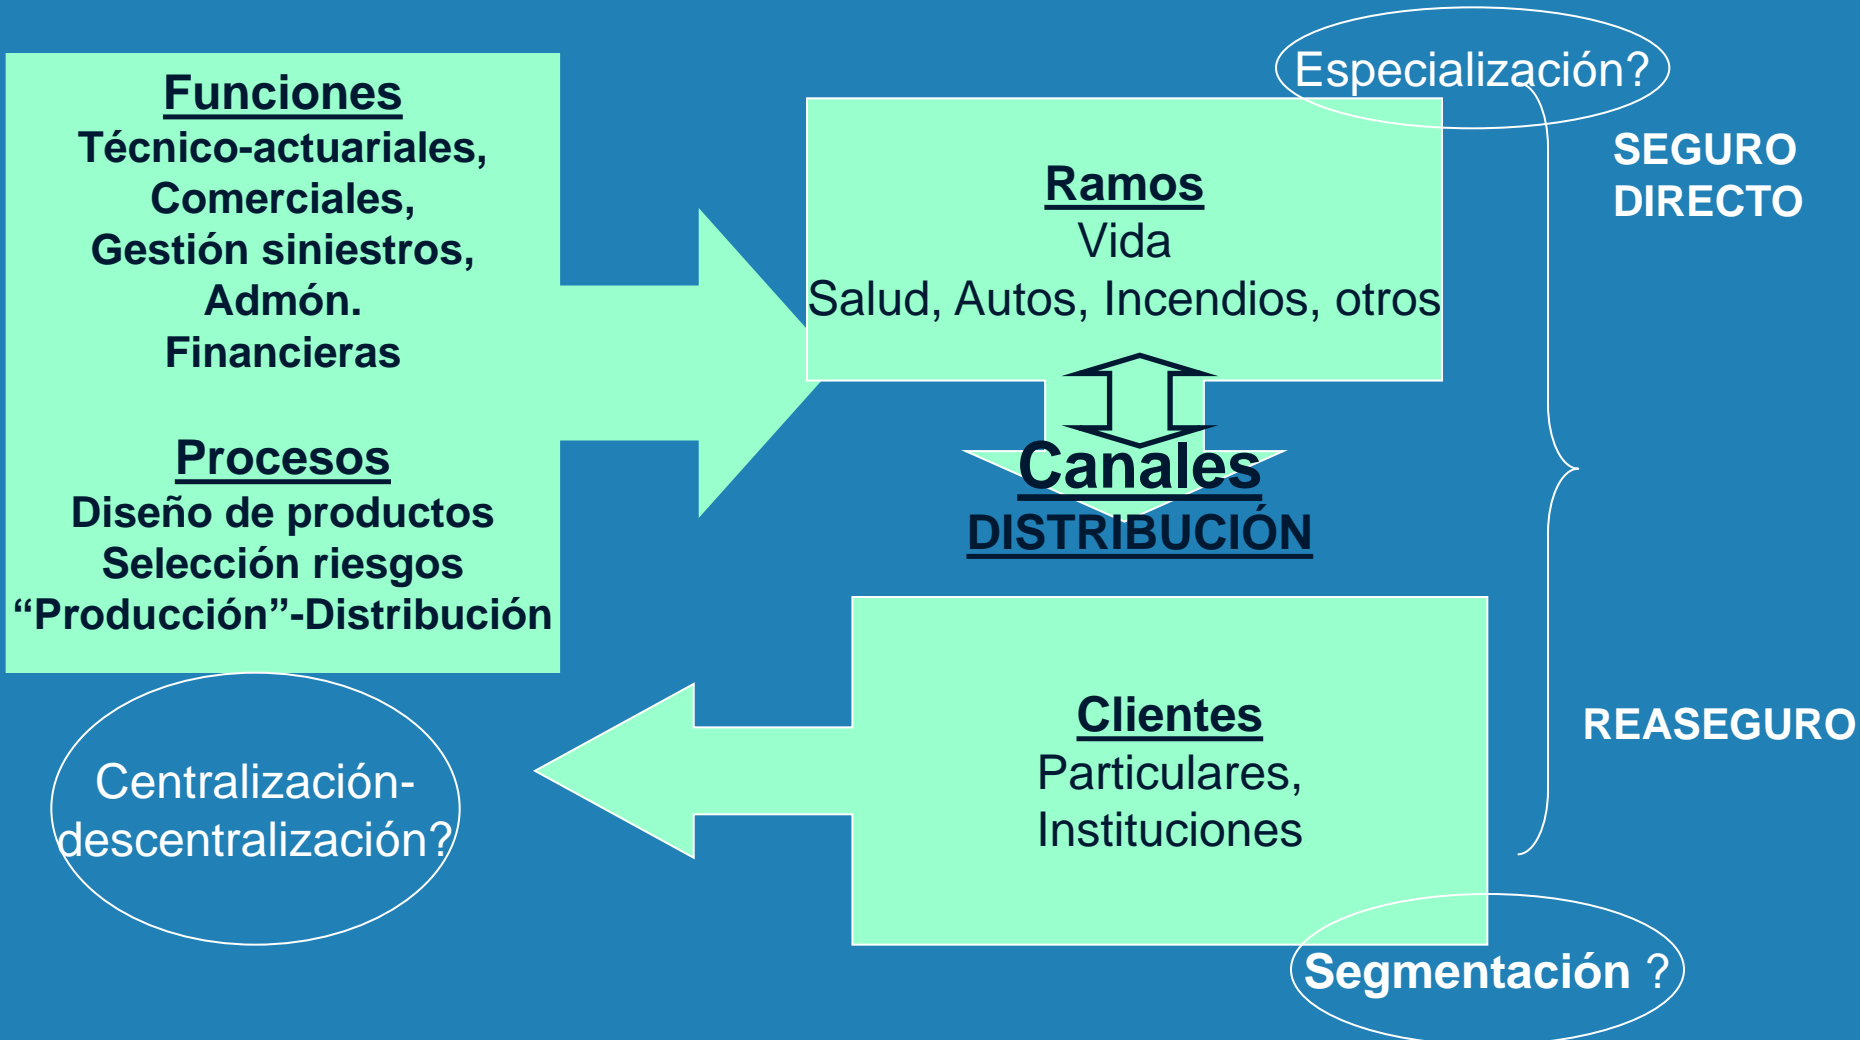 Funciones
Técnico-actuariales,
Comerciales,
Gestión siniestros,
Admón.
Financieras
Procesos
Diseño de productos
Selección riesgos
“Producción”-Distribución
Centralización-
descentralización?
Especialización?
Ramos
Vida
Salud, Autos, Incendios, otros
Canales
DISTRIBUCIÓN
Clientes
Particulares,
Instituciones
Segmentación ?
SEGURO
DIRECTO
REASEGURO